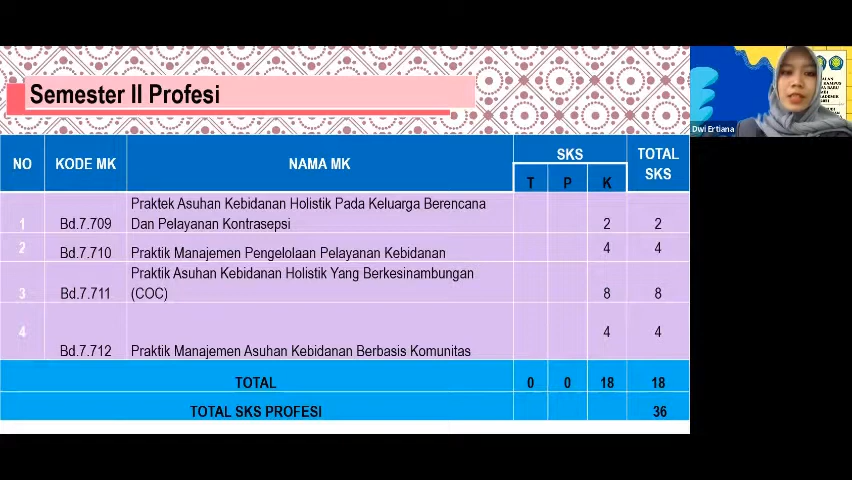 Semester II Profesi
NO KODE MK NAMA MK SKS TOTAL SKS
T P K
1 Bd.7.709 Praktek Asuhan Kebidanan Holistik Pada Keluarga Berencana
Dan Pelayanan Kontrasepsi 2 2
2 Bd.7.710 Praktik Manajemen Pengelolaan Pelayanan Kebidanan 4 4
3 Bd.7.711 Praktik Asuhan Kebidanan Holistik Yang Berkesinambungan
(COC) 8 8
4 Bd.7.712 Praktik Manajemen Asuhan Kebidanan Berbasis Komunitas 4 4
TOTAL 0 0 18 18
TOTAL SKS PROFESI 36
Dwi Ertiana